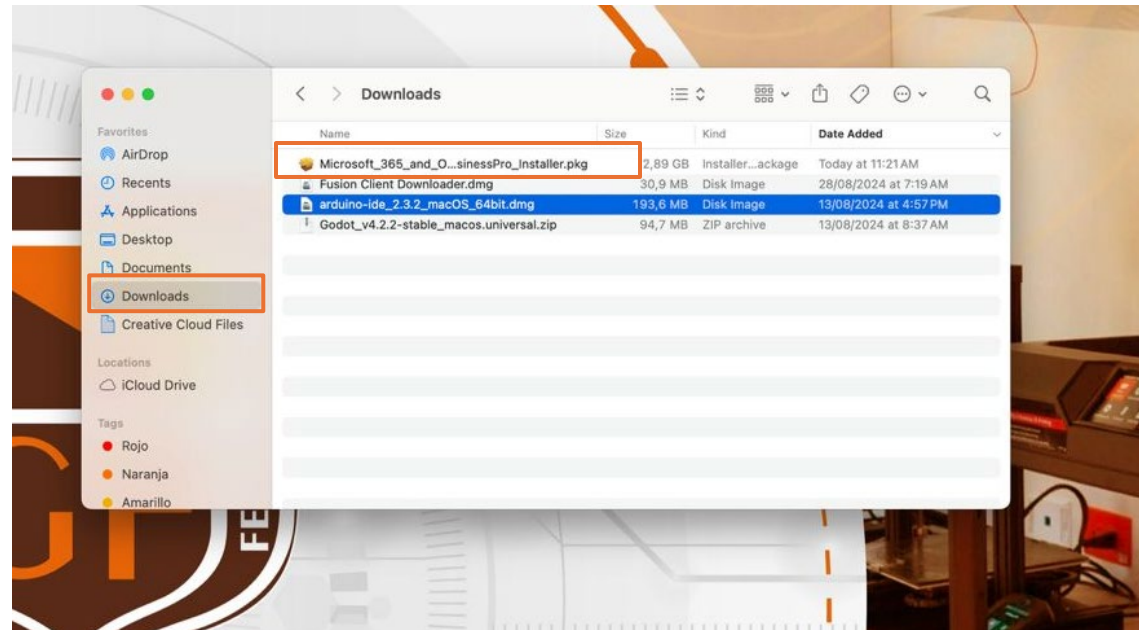 Downloads
Favorites
AirDrop
Recents
Applications
Desktop
Documents
Downloads
Creative Cloud Files
Locations
iCloud Drive
Tags
Rojo
Naranja
Amarillo
Name Size Kind Date Added
Microsoft_365_and_O...sinessPro_Installer.pkg 2,89 GB Installer...ackage Today at 11:21 AM
Fusion Client Downloader.dmg 30,9 MB Disk Image 28/08/2024 at 7:19 AM
arduino-ide_2.3.2_macOS_64bit.dmg 193,6 MB Disk Image 13/08/2024 at 4:57 PM
Godot_v4.2.2-stable_macos.universal.zip 94,7 MB ZIP archive 13/08/2024 at 8:37 AM
GF
FE